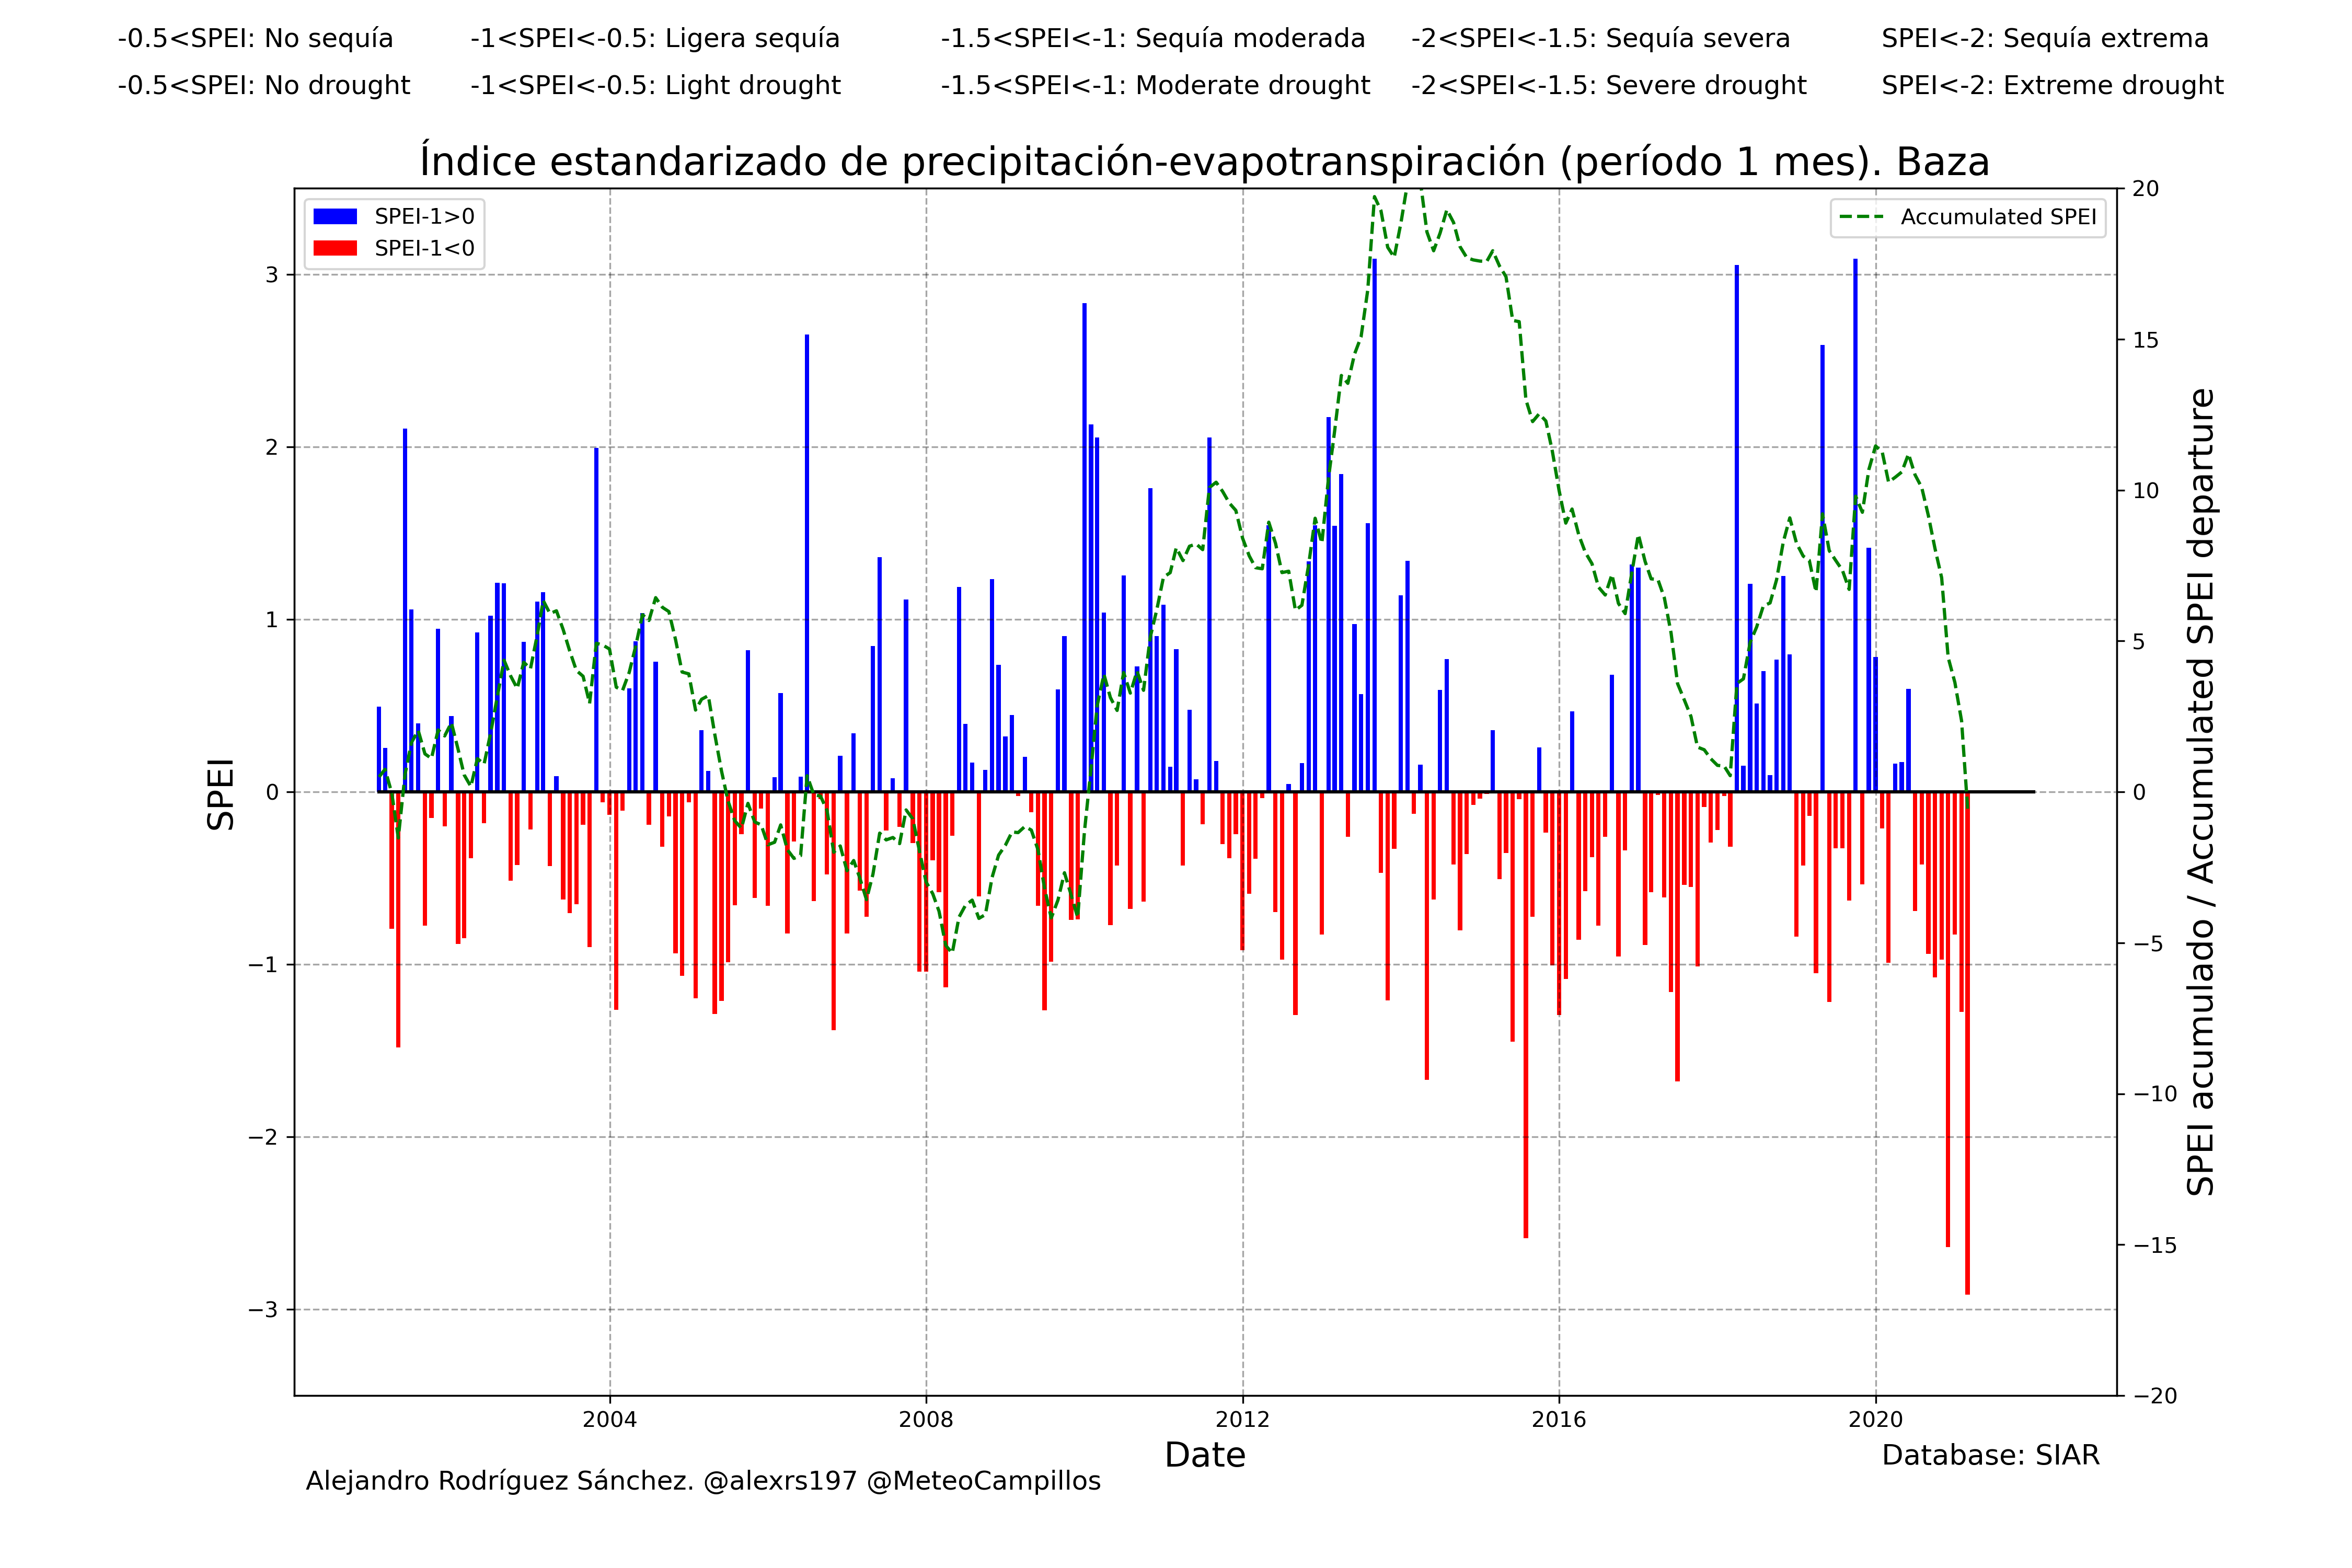 -0.5<SPEI: No sequía -1<SPEI<-0.5: Ligera sequía -1.5<SPEI<-1: Sequía moderada -2<SPEI<-1.5: Sequía severa SPEI<-2: Sequía extrema
-0.5<SPEI: No drought -1<SPEI<-0.5: Light drought -1.5<SPEI<-1: Moderate drought -2<SPEI<-1.5: Severe drought SPEI<-2: Extreme drought
Índice estandarizado de precipitación-evapotranspiración (período 1 mes). Baza
SPEI-1>0
SPEI-1<0
Accumulated SPEI
SPEI
3
2
1
0
−1
−2
−3
20
15
10
5
0
−5
−10
−15
−20
SPEI acumulado / Accumulated SPEI departure
2004 2008 2012 2016 2020
Date
Database: SIAR
Alejandro Rodríguez Sánchez. @alexrs197 @MeteoCampillos